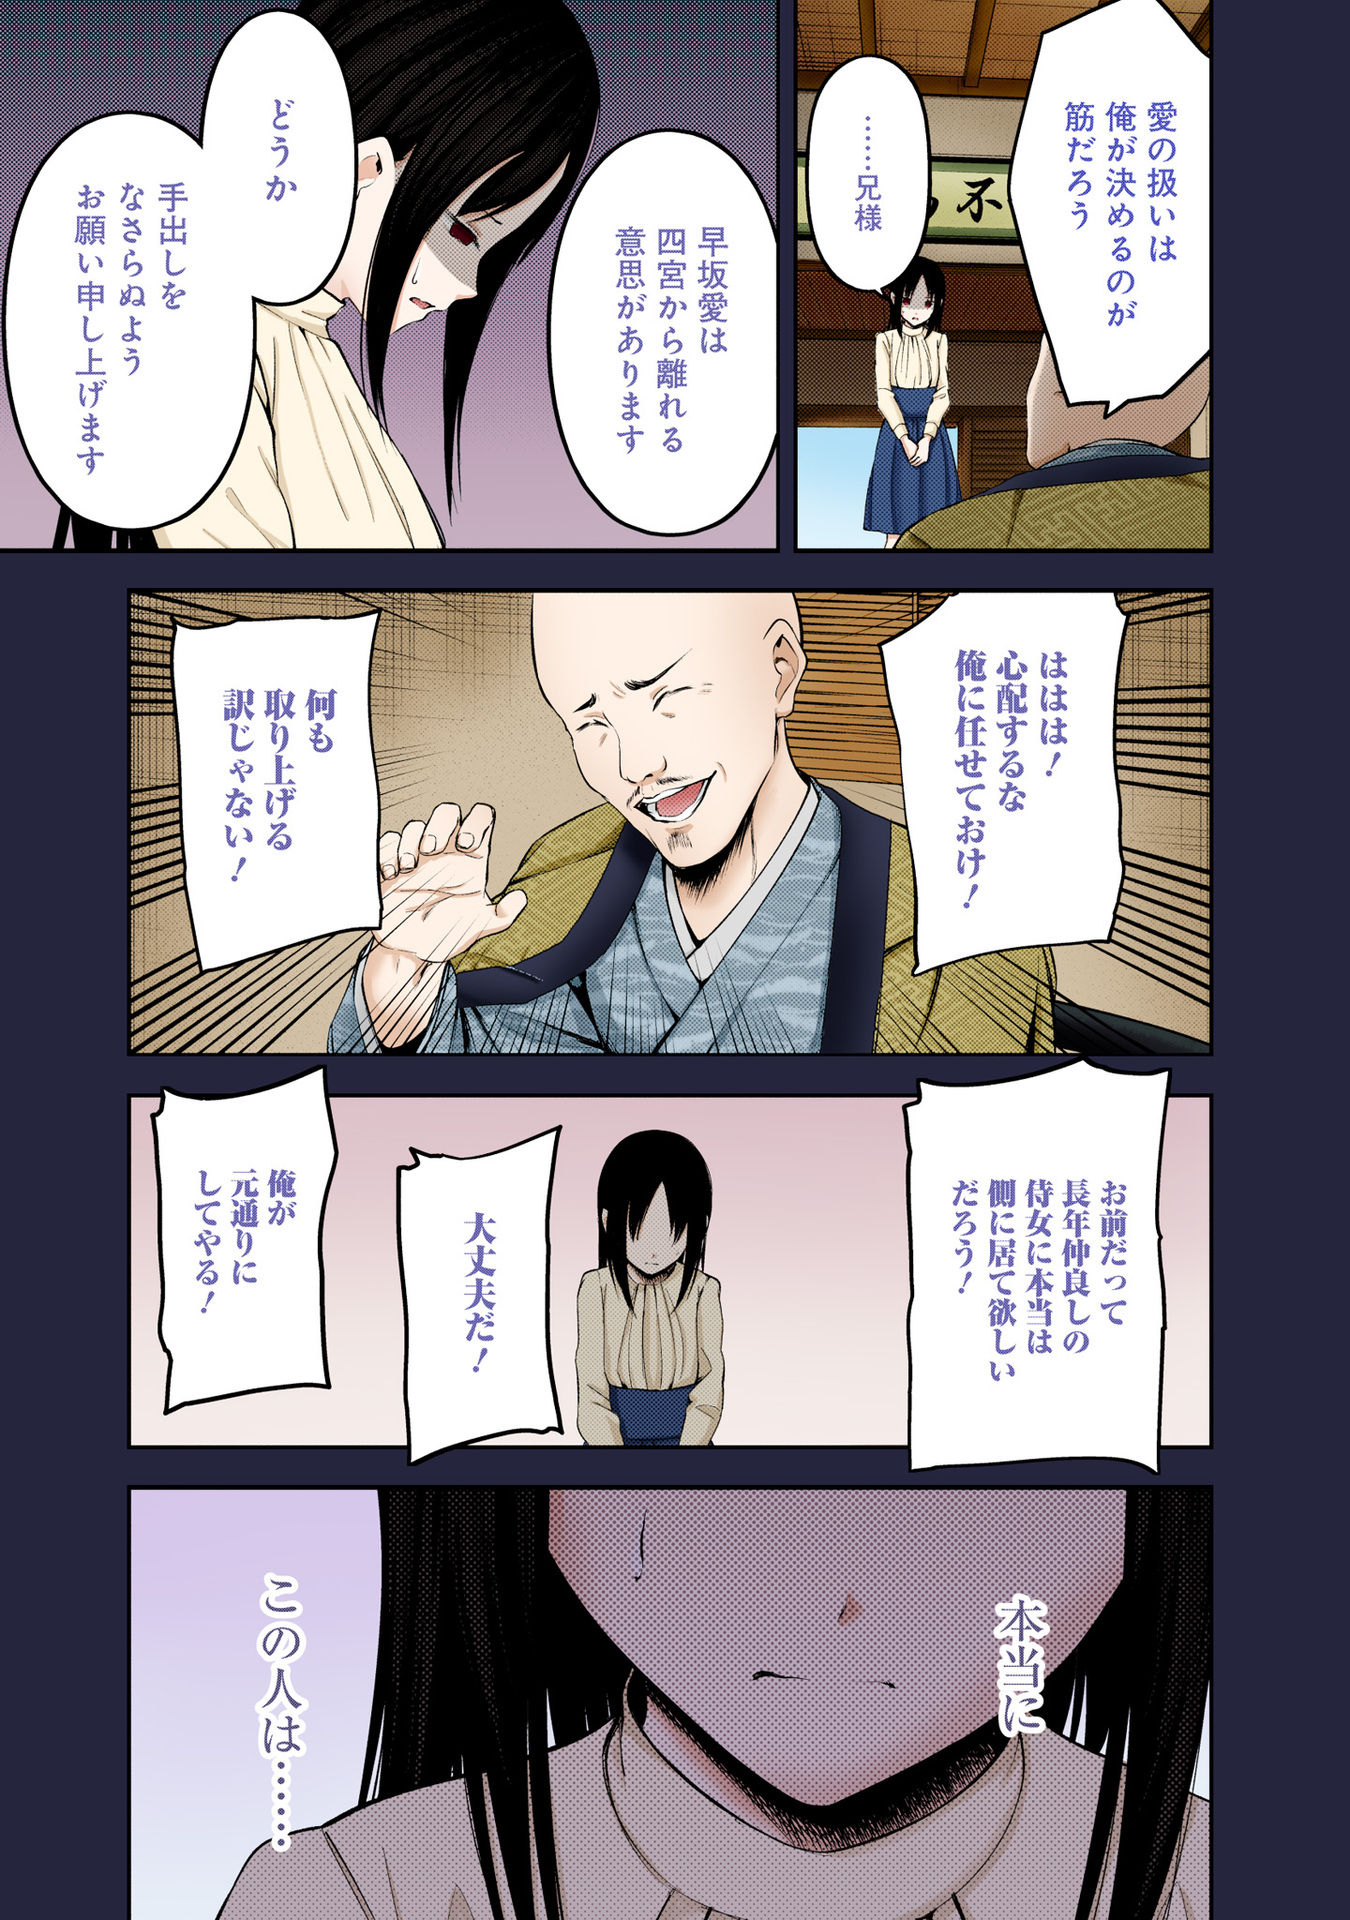 愛の扱いは
俺が決めるのが
筋だろう
……兄様
不
早坂愛は
四宮から離れる
意思があります
どうか
手出しを
なさらぬよう
お願い申し上げます
ははは！
心配するな
俺に任せておけ！
何も
取り上げる
訳じゃない！
お前だって
長年仲良しの
侍女に本当は
側に居て欲しい
だろう！
大丈夫だ！
俺が
元通りに
してやる！
本当に
この人は……